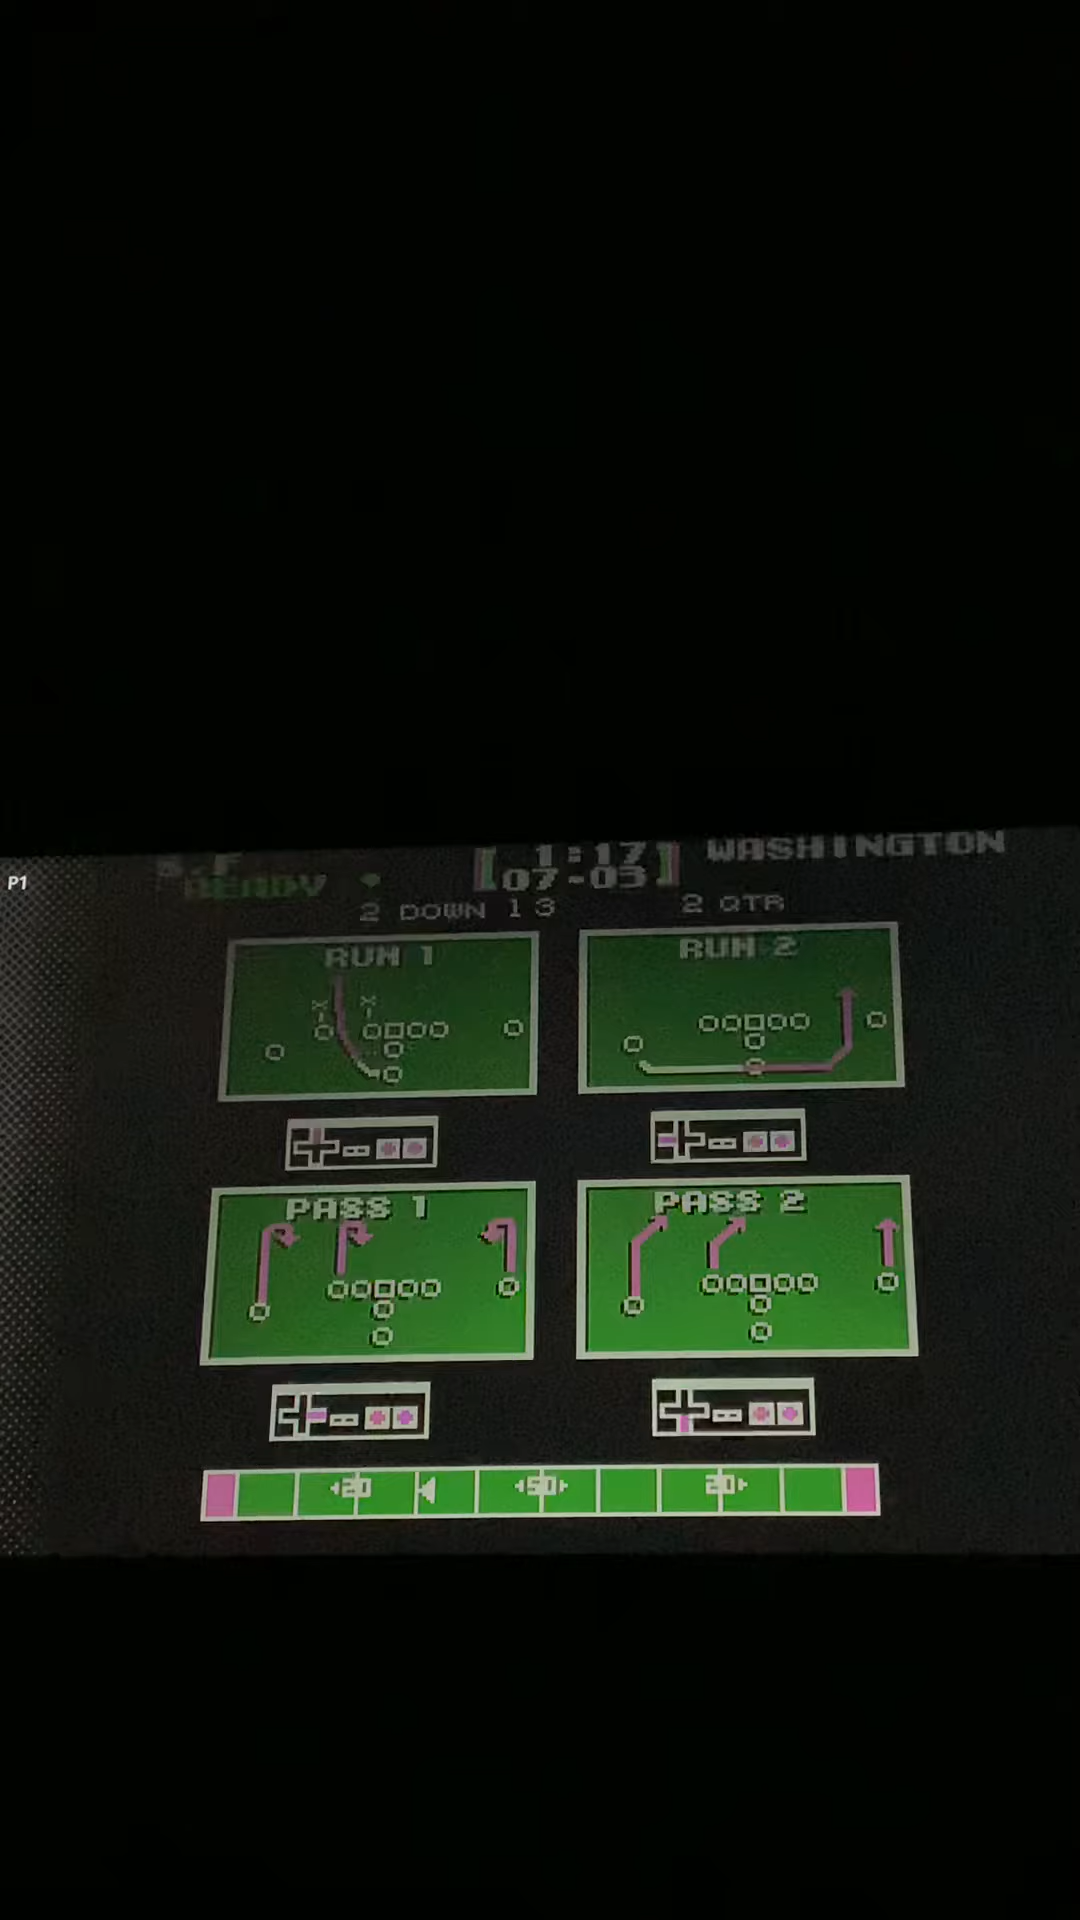 S.F 1:17 WASHINGTON
P1 READY 07-03
2 DOWN 13 2 QTR
RUN 1 RUN 2
PASS 1 PASS 2
20 50 20